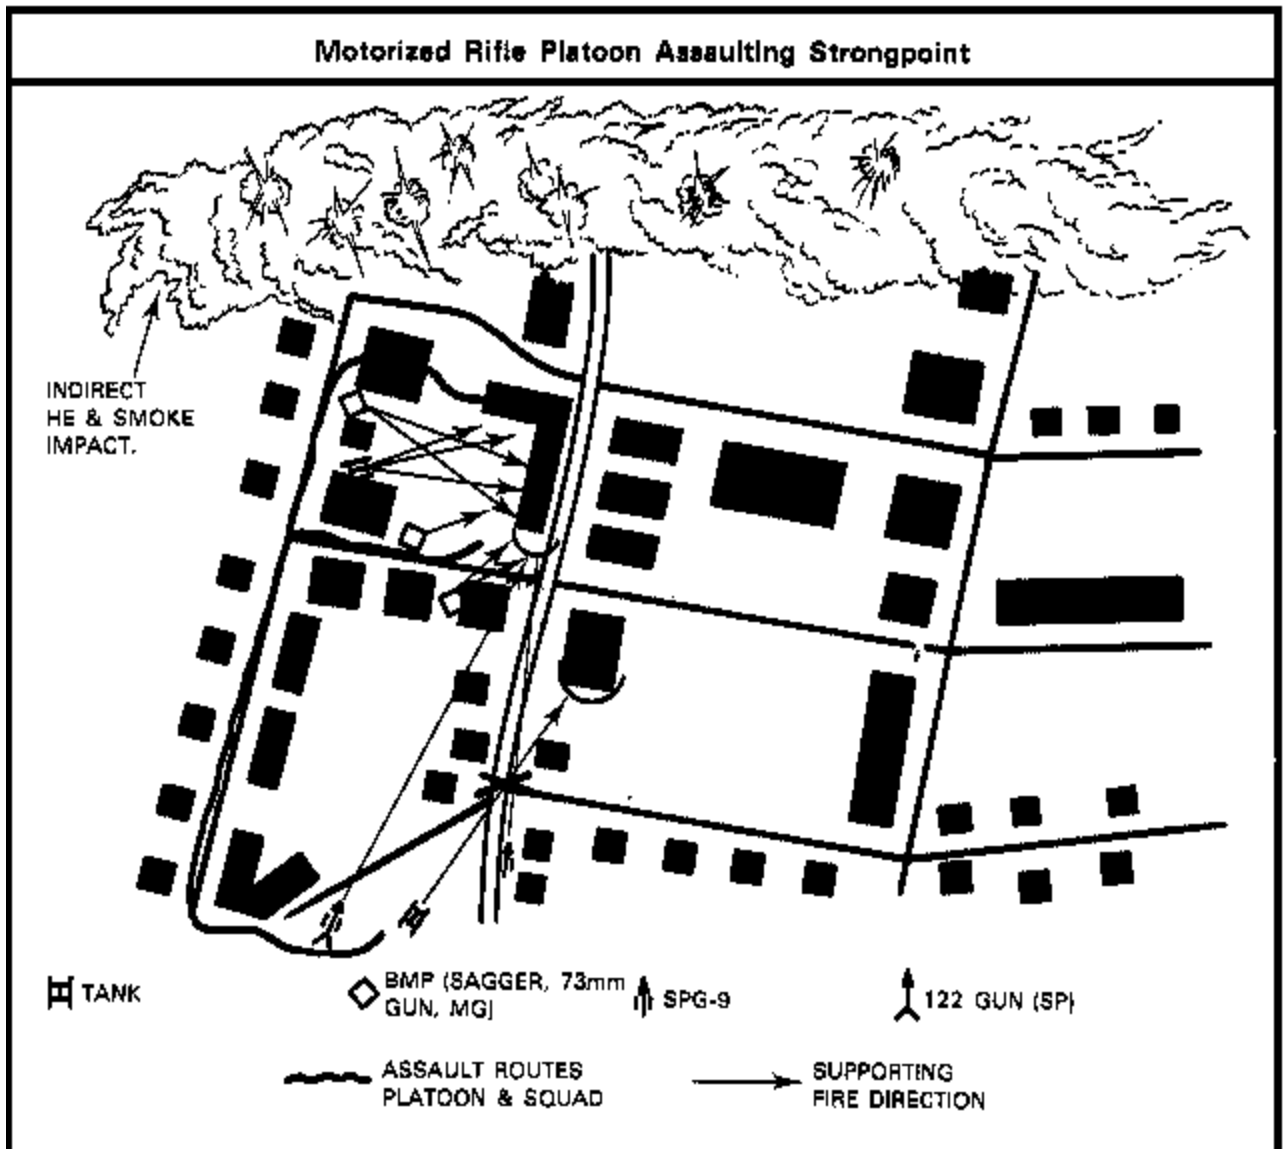 Motorized Rifle Platoon Assaulting Strongpoint
INDIRECT
HE & SMOKE
IMPACT.
TANK
BMP (SAGGER, 73mm
GUN, MG)
SPG-9
122 GUN (SP)
ASSAULT ROUTES
PLATOON & SQUAD
SUPPORTING
FIRE DIRECTION